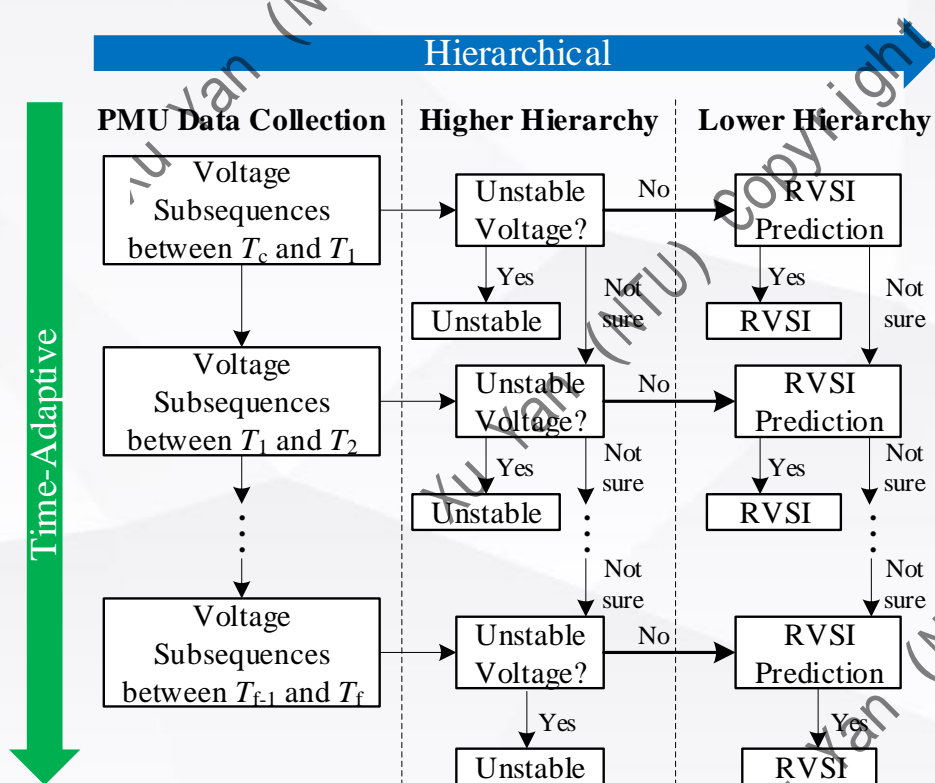 Hierarchical
Time-Adaptive
PMU Data Collection
Higher Hierarchy
Lower Hierarchy
Voltage
Subsequences
between Tc and T1
Unstable
Voltage?
No
RVSI
Prediction
Yes
Not
sure
Yes
Not
sure
Unstable
RVSI
Voltage
Subsequences
between T1 and T2
Unstable
Voltage?
No
RVSI
Prediction
Yes
Not
sure
Yes
Not
sure
Unstable
RVSI
Not
sure
Not
sure
Voltage
Subsequences
between Tf-1 and Tf
Unstable
Voltage?
No
RVSI
Prediction
Yes
Yes
Unstable
RVSI
Xu Yan (NTU) Copyright
Xu Yan (NTU) Copyright